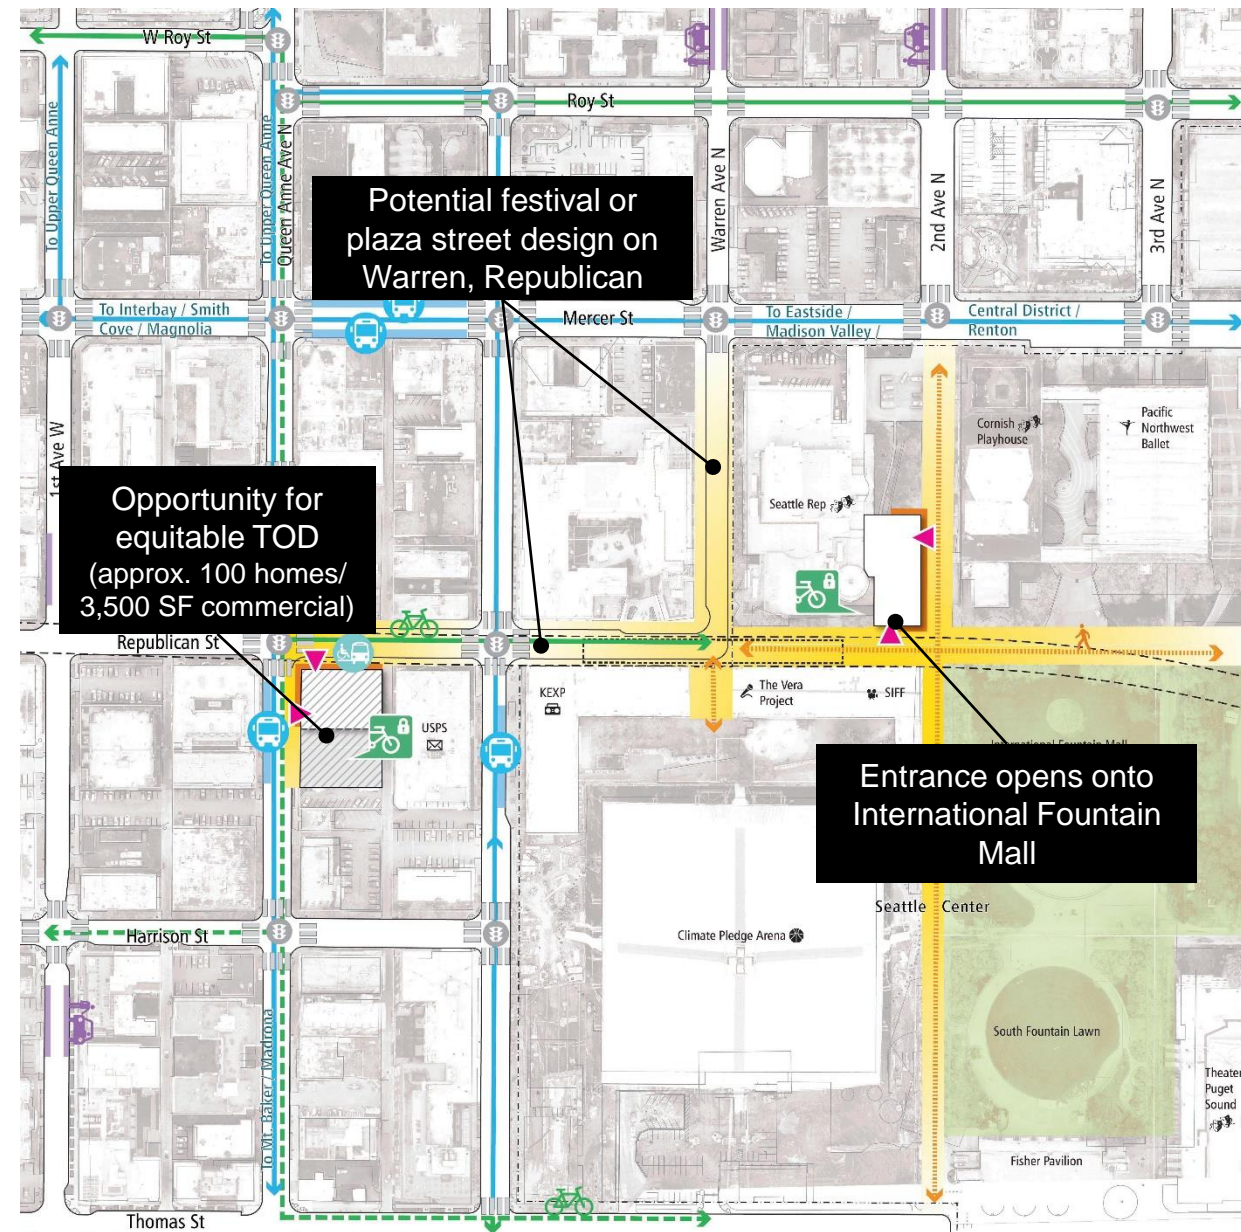 W Roy St
Roy St
To Upper Queen Anne
To Upper Queen Anne
Queen Anne Ave N
Warren Ave N
2nd Ave N
3rd Ave N
Potential festival or
plaza street design on
Warren, Republican
To Interbay / Smith
Cove / Magnolia
Mercer St
To Eastside /
Madison Valley /
Central District /
Renton
1st Ave W
Cornish
Playhouse
Pacific
Northwest
Ballet
Seattle Rep
Opportunity for
equitable TOD
(approx. 100 homes/
3,500 SF commercial)
Republican St
KEXP
The Vera
Project
SIFF
USPS
International Fountain Mall
Entrance opens onto
International Fountain
Mall
Seattle Center
Harrison St
Climate Pledge Arena
South Fountain Lawn
To Mt. Baker / Madrona
Theater
Puget
Sound
Fisher Pavilion
Thomas St